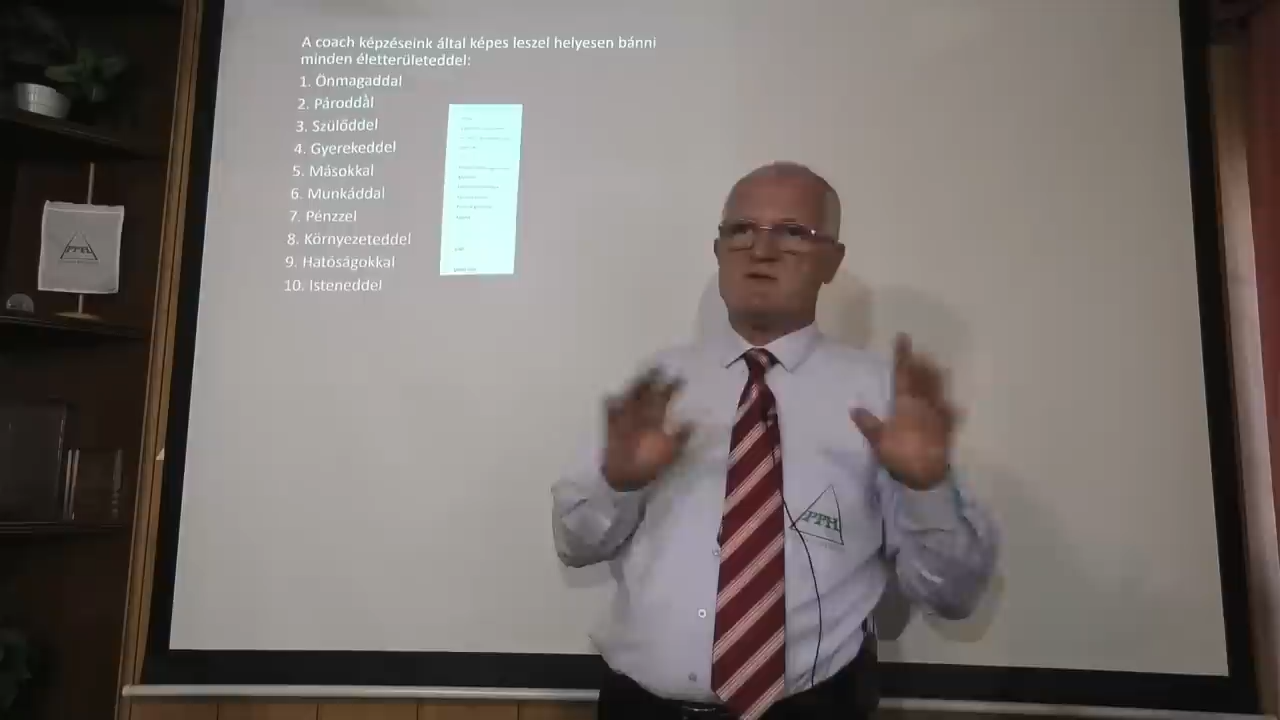 A coach képzéseink által képes leszel helyesen bánni
minden életterületeddel:
1. Önmagaddal
2. Pároddal
3. Szülőddel
4. Gyerekeddel
5. Másokkal
6. Munkáddal
7. Pénzzel
8. Környezeteddel
9. Hatóságokkal
10. Isteneddel
PPH
PPH